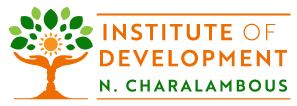 INSTITUTE OF
DEVELOPMENT
N. CHARALAMBOUS